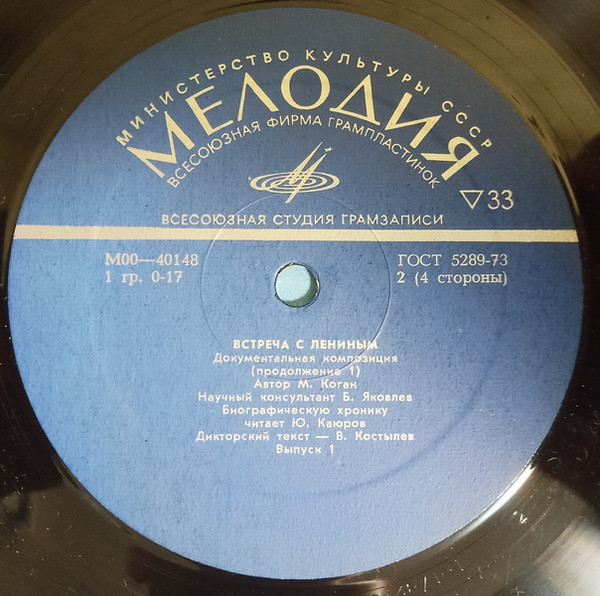 МИНИСТЕРСТВО КУЛЬТУРЫ СССР
МЕЛОДИЯ
ВСЕСОЮЗНАЯ ФИРМА ГРАМПЛАСТИНОК
▽33
ВСЕСОЮЗНАЯ СТУДИЯ ГРАМЗАПИСИ
М00—40148
1 гр. 0-17
ГОСТ 5289-73
2 (4 стороны)
ВСТРЕЧА С ЛЕНИНЫМ
Документальная композиция
(продолжение 1)
Автор М. Коган
Научный консультант Б. Яковлев
Биографическую хронику
читает Ю. Каюров
Дикторский текст — В. Костылев
Выпуск 1